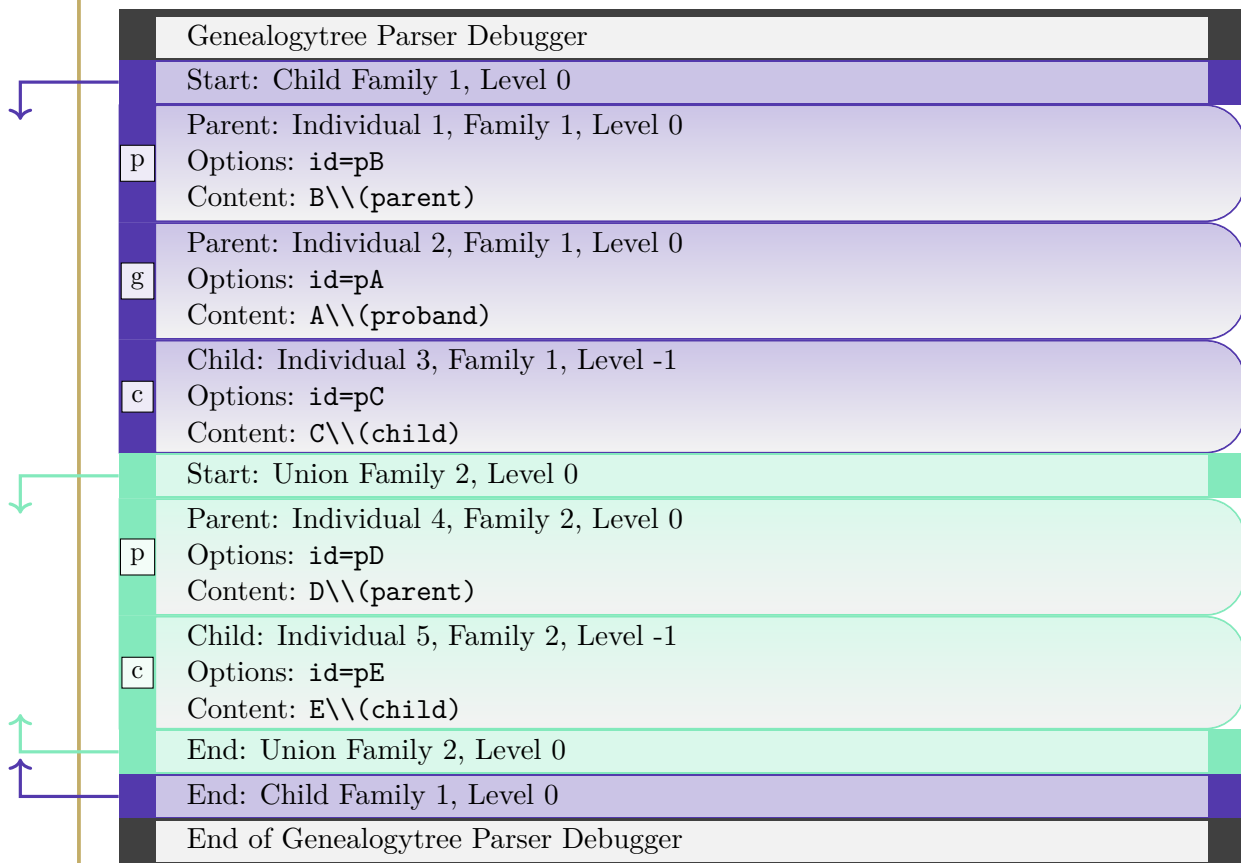 Genealogytree Parser Debugger
Start: Child Family 1, Level 0
Parent: Individual 1, Family 1, Level 0
p Options: id=pB
Content: B\\(parent)
Parent: Individual 2, Family 1, Level 0
g Options: id=pA
Content: A\\(proband)
Child: Individual 3, Family 1, Level -1
c Options: id=pC
Content: C\\(child)
Start: Union Family 2, Level 0
Parent: Individual 4, Family 2, Level 0
p Options: id=pD
Content: D\\(parent)
Child: Individual 5, Family 2, Level -1
c Options: id=pE
Content: E\\(child)
End: Union Family 2, Level 0
End: Child Family 1, Level 0
End of Genealogytree Parser Debugger